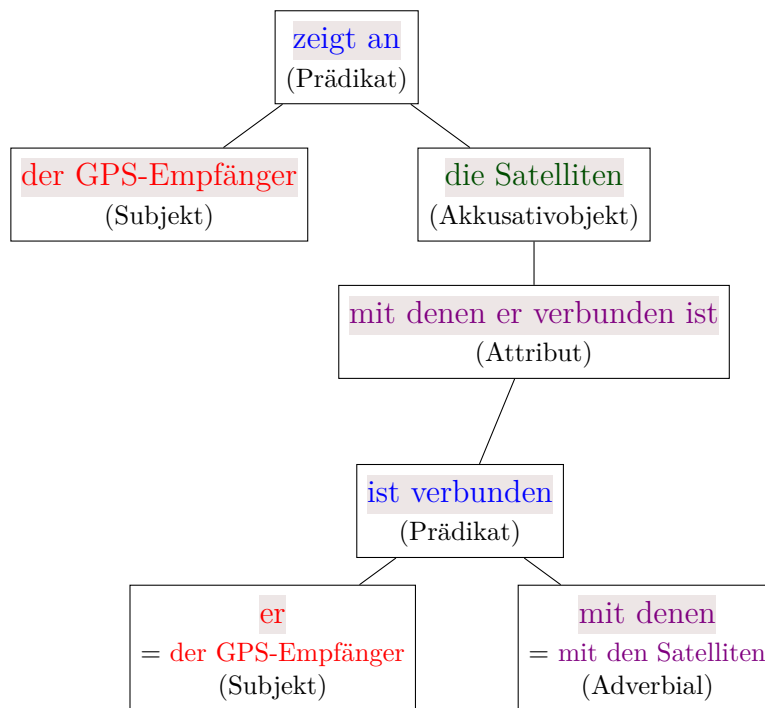 zeigt an
(Prädikat)
der GPS-Empfänger
(Subjekt)
die Satelliten
(Akkusativobjekt)
mit denen er verbunden ist
(Attribut)
ist verbunden
(Prädikat)
er
= der GPS-Empfänger
(Subjekt)
mit denen
= mit den Satelliten
(Adverbial)